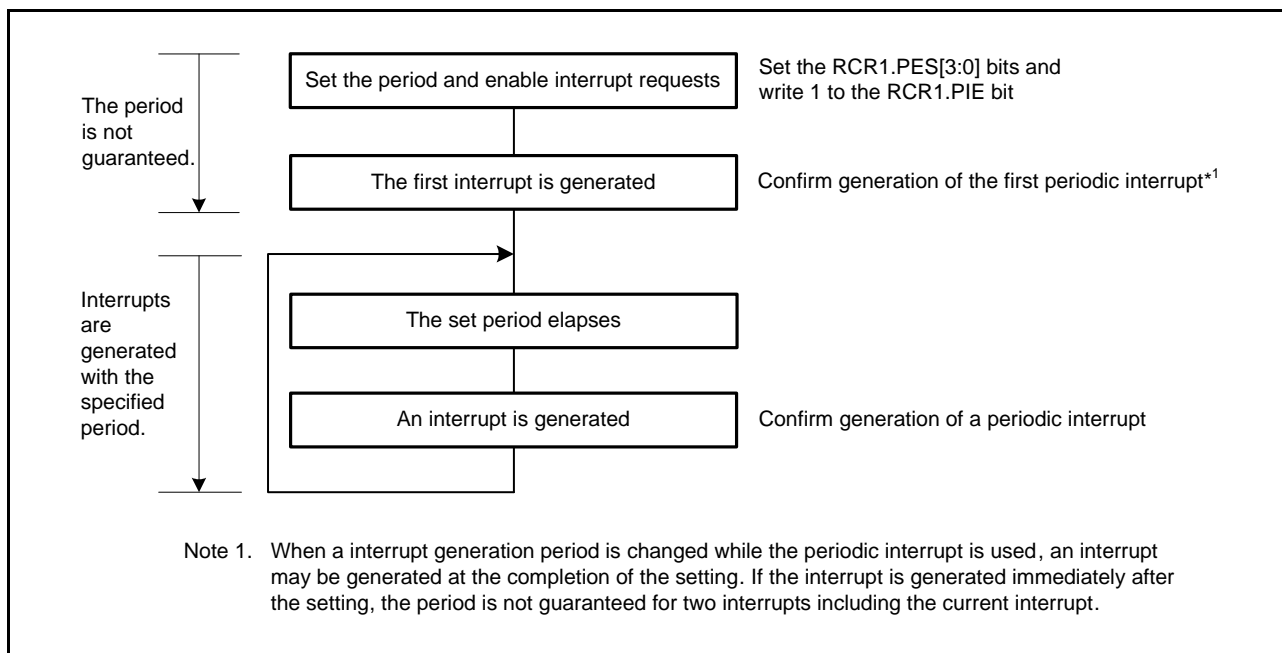 Set the period and enable interrupt requests
Set the RCR1.PES[3:0] bits and
write 1 to the RCR1.PIE bit
The period
is not
guaranteed.
The first interrupt is generated
Confirm generation of the first periodic interrupt*1
Interrupts
are
generated
with the
specified
period.
The set period elapses
An interrupt is generated
Confirm generation of a periodic interrupt
Note 1. When a interrupt generation period is changed while the periodic interrupt is used, an interrupt
may be generated at the completion of the setting. If the interrupt is generated immediately after
the setting, the period is not guaranteed for two interrupts including the current interrupt.